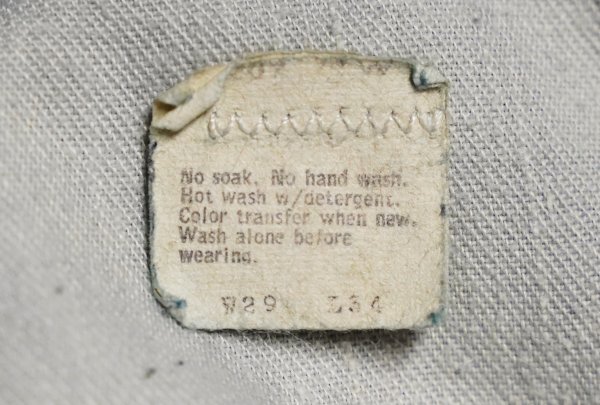 No soak. No hand wash.
Hot wash w/detergent.
Color transfer when new.
Wash alone before
wearing.
W29 L34